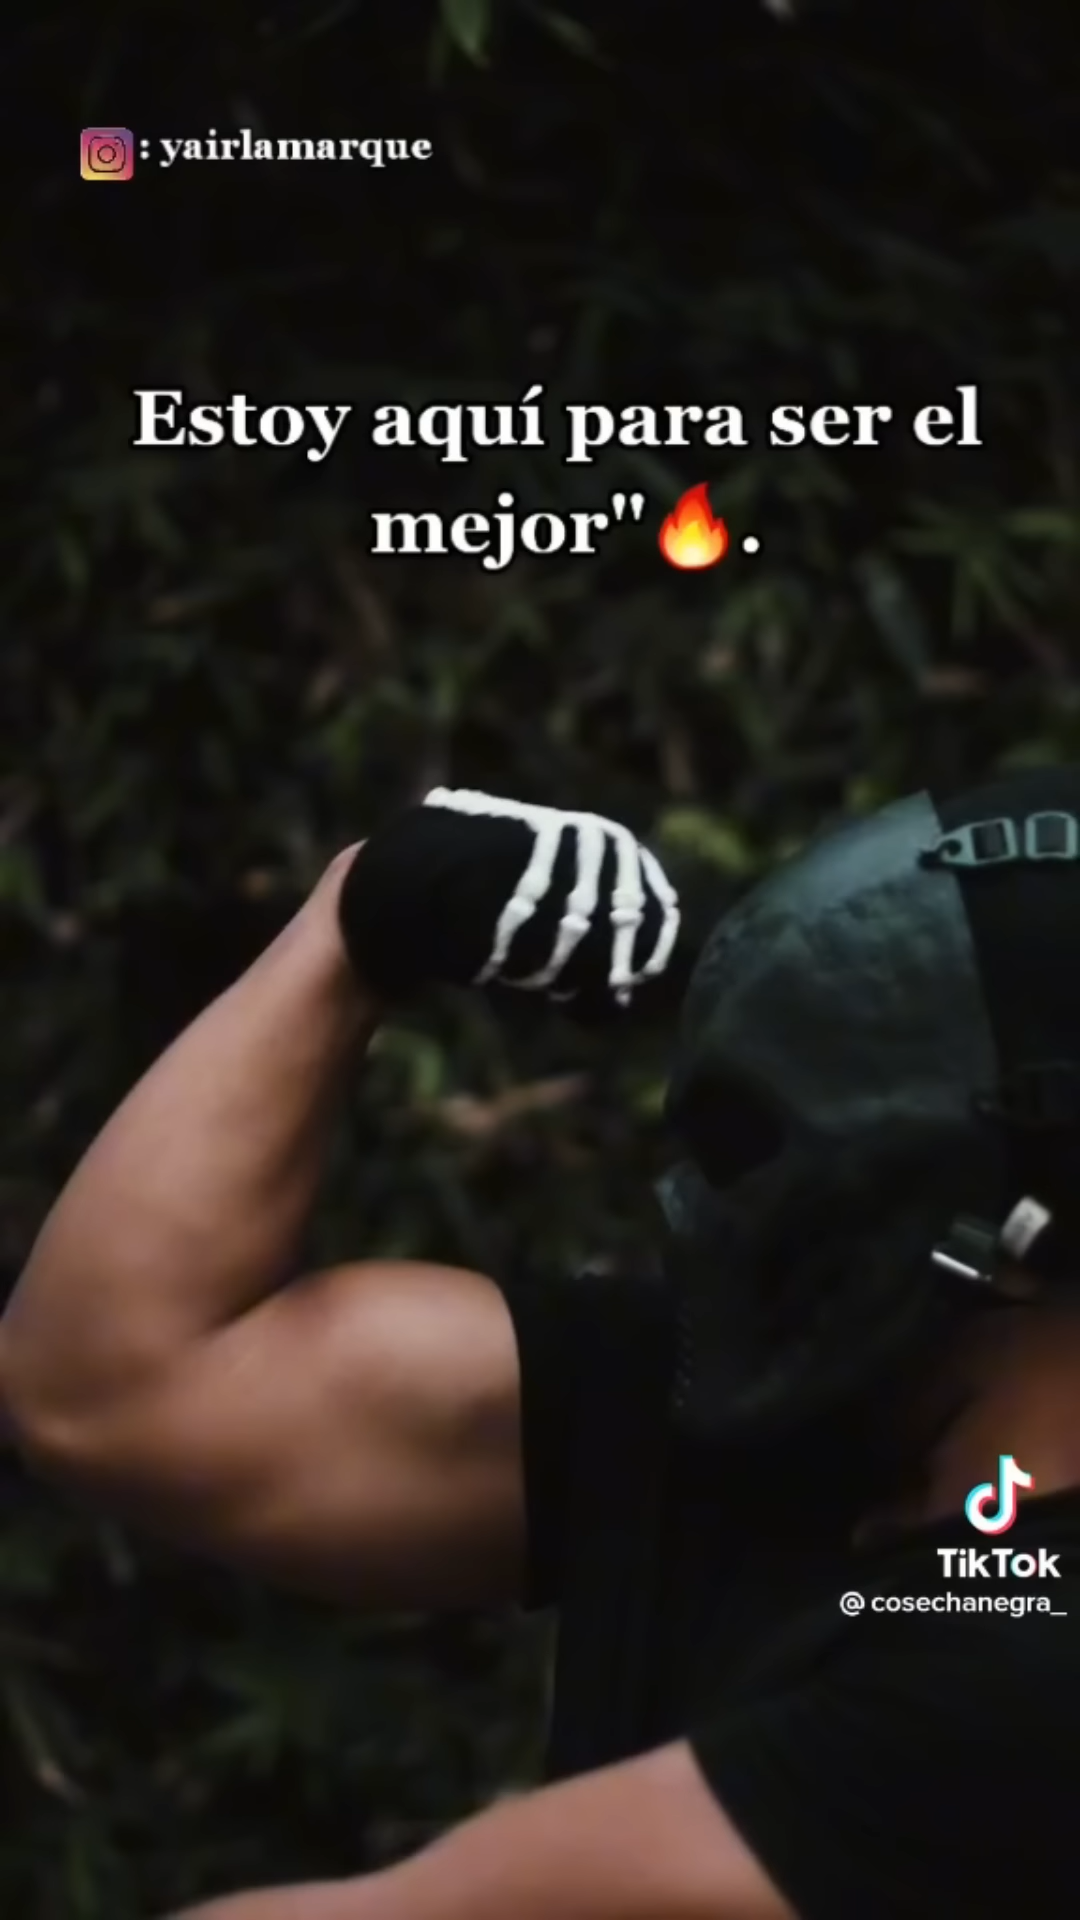 : yairlamarque
Estoy aquí para ser el
mejor"🔥.
TikTok
@cosechanegra_